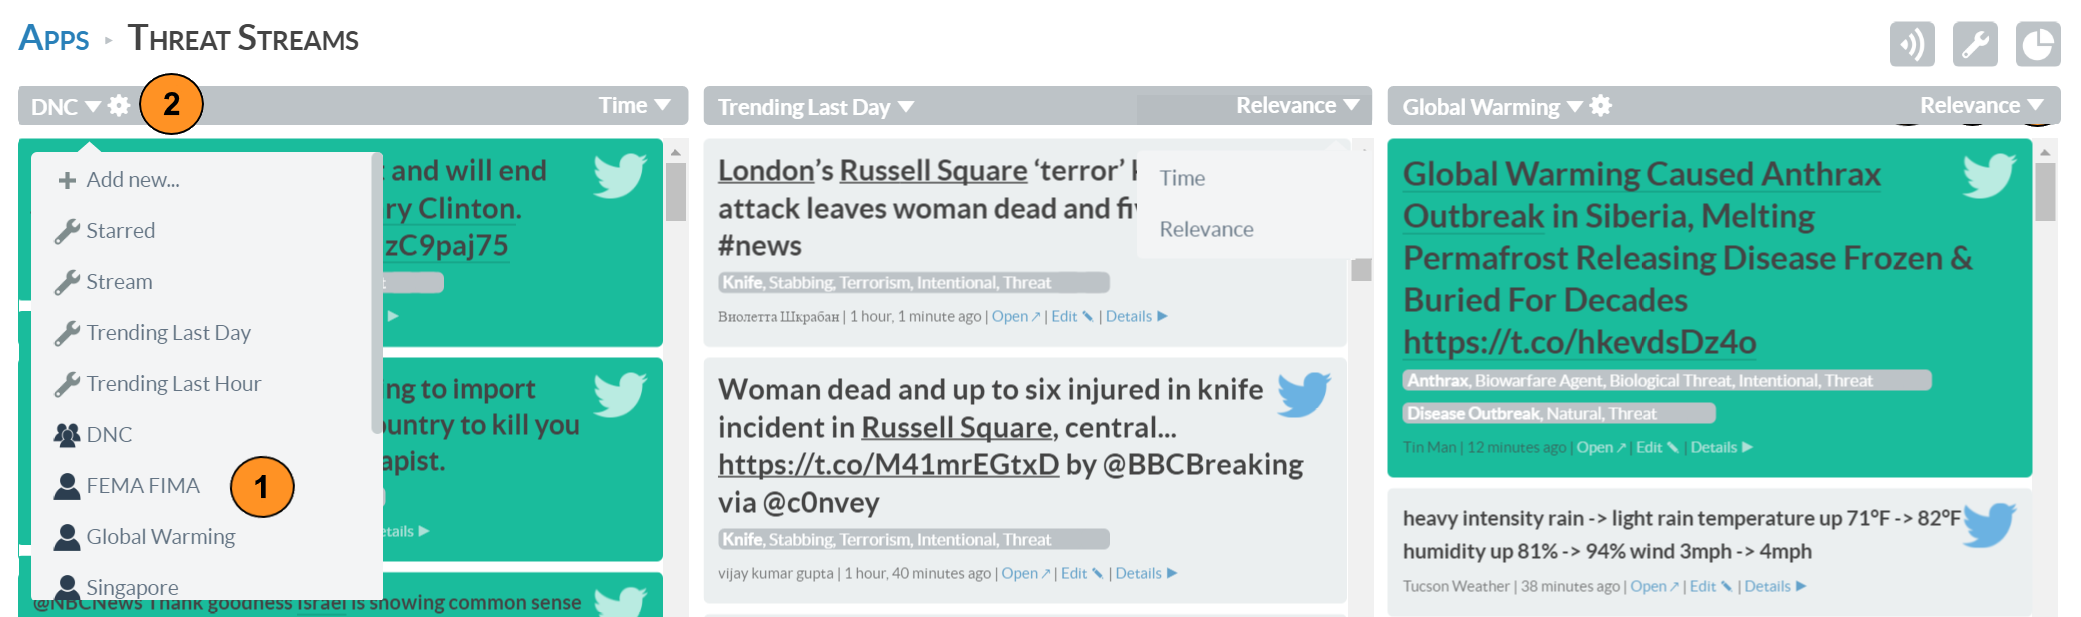 Apps ▸ Threat Streams
DNC
2
Time
Add new...
Starred
Stream
Trending Last Day
Trending Last Hour
DNC
FEMA FIMA
1
Global Warming
Singapore
and will end
ry Clinton.
zC9paj75
ng to import
ountry to kill you
apist.
etails
@NBCNews Thank goodness Israel is showing common sense
Trending Last Day
Relevance
Time
Relevance
London's Russell Square ‘terror’
attack leaves woman dead and
#news
Knife, Stabbing, Terrorism, Intentional, Threat
Виолетта Шкрабан | 1 hour, 1 minute ago | Open | Edit | Details
Woman dead and up to six injured in knife
incident in Russell Square, central...
https://t.co/M41mrEGtxD by @BBCBreaking
via @c0nvey
Knife, Stabbing, Terrorism, Intentional, Threat
vijay kumar gupta | 1 hour, 40 minutes ago | Open | Edit | Details
Global Warming
Relevance
Global Warming Caused Anthrax
Outbreak in Siberia, Melting
Permafrost Releasing Disease Frozen &
Buried For Decades
https://t.co/hkevdsDz4o
Anthrax, Biowarfare Agent, Biological Threat, Intentional, Threat
Disease Outbreak, Natural, Threat
Tin Man | 12 minutes ago | Open | Edit | Details
heavy intensity rain -> light rain temperature up 71°F -> 82°F
humidity up 81% -> 94% wind 3mph -> 4mph
Tucson Weather | 38 minutes ago | Open | Edit | Details